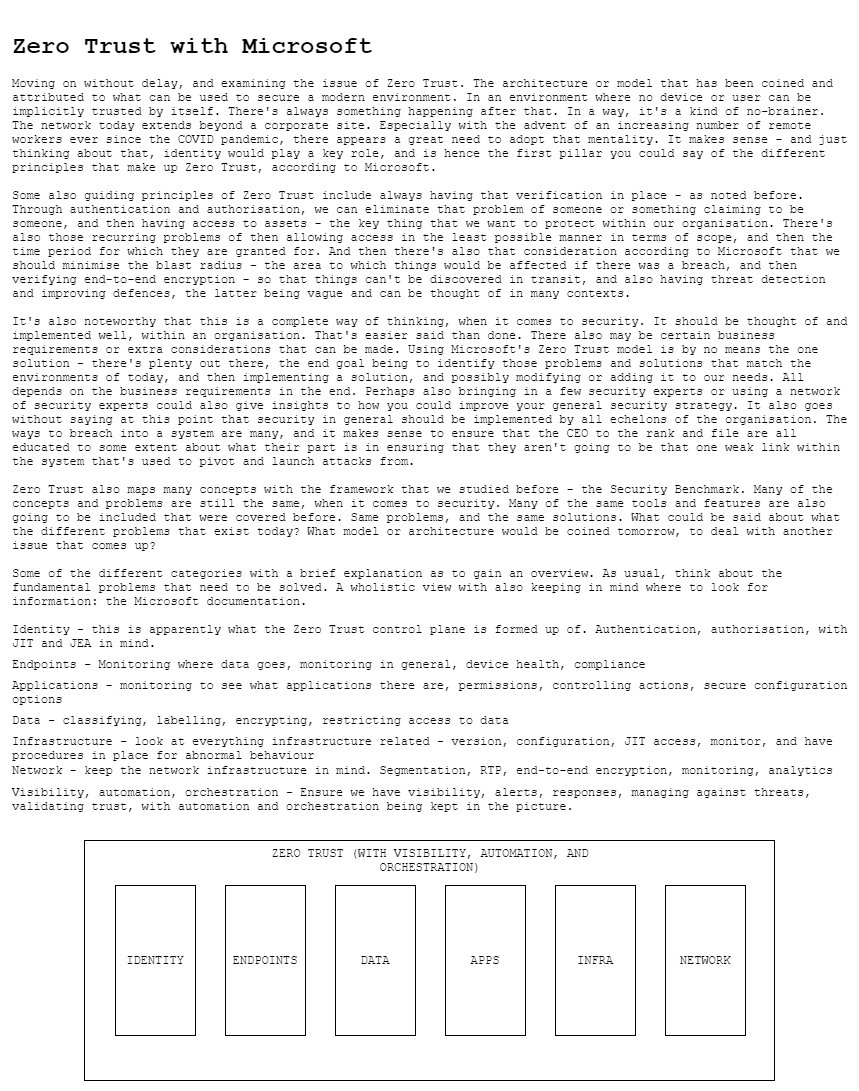 Zero Trust with Microsoft
Moving on without delay, and examining the issue of Zero Trust. The architecture or model that has been coined and
attributed to what can be used to secure a modern environment. In an environment where no device or user can be
implicitly trusted by itself. There's always something happening after that. In a way, it's a kind of no-brainer.
The network today extends beyond a corporate site. Especially with the advent of an increasing number of remote
workers ever since the COVID pandemic, there appears a great need to adopt that mentality. It makes sense - and just
thinking about that, identity would play a key role, and is hence the first pillar you could say of the different
principles that make up Zero Trust, according to Microsoft.
Some also guiding principles of Zero Trust include always having that verification in place - as noted before.
Through authentication and authorisation, we can eliminate that problem of someone or something claiming to be
someone, and then having access to assets - the key thing that we want to protect within our organisation. There's
also those recurring problems of then allowing access in the least possible manner in terms of scope, and then the
time period for which they are granted for. And then there's also that consideration according to Microsoft that we
should minimise the blast radius - the area to which things would be affected if there was a breach, and then
verifying end-to-end encryption - so that things can't be discovered in transit, and also having threat detection
and improving defences, the latter being vague and can be thought of in many contexts.
It's also noteworthy that this is a complete way of thinking, when it comes to security. It should be thought of and
implemented well, within an organisation. That's easier said than done. There also may be certain business
requirements or extra considerations that can be made. Using Microsoft's Zero Trust model is by no means the one
solution - there's plenty out there, the end goal being to identify those problems and solutions that match the
environments of today, and then implementing a solution, and possibly modifying or adding it to our needs. All
depends on the business requirements in the end. Perhaps also bringing in a few security experts or using a network
of security experts could also give insights to how you could improve your general security strategy. It also goes
without saying at this point that security in general should be implemented by all echelons of the organisation. The
ways to breach into a system are many, and it makes sense to ensure that the CEO to the rank and file are all
educated to some extent about what their part is in ensuring that they aren't going to be that one weak link within
the system that's used to pivot and launch attacks from.
Zero Trust also maps many concepts with the framework that we studied before - the Security Benchmark. Many of the
concepts and problems are still the same, when it comes to security. Many of the same tools and features are also
going to be included that were covered before. Same problems, and the same solutions. What could be said about what
the different problems that exist today? What model or architecture would be coined tomorrow, to deal with another
issue that comes up?
Some of the different categories with a brief explanation as to gain an overview. As usual, think about the
fundamental problems that need to be solved. A wholistic view with also keeping in mind where to look for
information: the Microsoft documentation.
Identity - this is apparently what the Zero Trust control plane is formed up of. Authentication, authorisation, with
JIT and JEA in mind.
Endpoints - Monitoring where data goes, monitoring in general, device health, compliance
Applications - monitoring to see what applications there are, permissions, controlling actions, secure configuration
options
Data - classifying, labelling, encrypting, restricting access to data
Infrastructure - look at everything infrastructure related - version, configuration, JIT access, monitor, and have
procedures in place for abnormal behaviour
Network - keep the network infrastructure in mind. Segmentation, RTP, end-to-end encryption, monitoring, analytics
Visibility, automation, orchestration - Ensure we have visibility, alerts, responses, managing against threats,
validating trust, with automation and orchestration being kept in the picture.
ZERO TRUST (WITH VISIBILITY, AUTOMATION, AND
ORCHESTRATION)
IDENTITY
ENDPOINTS
DATA
APPS
INFRA
NETWORK